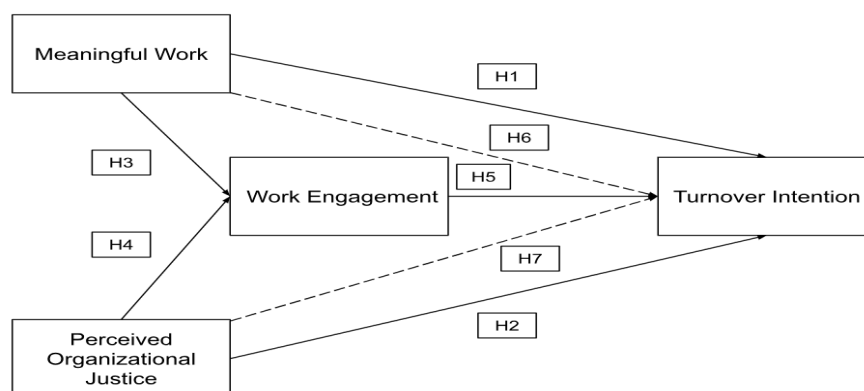 Meaningful Work
H1
H6
H3
Work Engagement
H5
Turnover Intention
H4
H7
H2
Perceived
Organizational
Justice